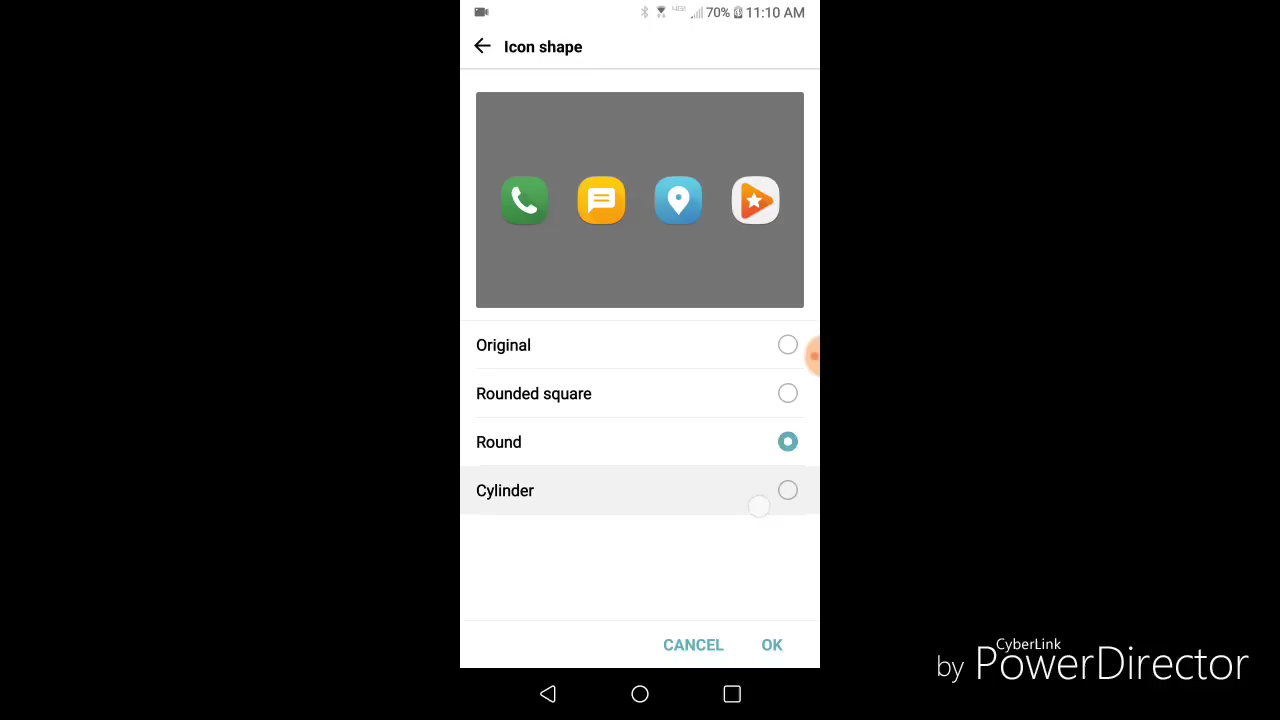 70% 11:10 AM
Icon shape
Original
Rounded square
Round
Cylinder
CANCEL OK
CyberLink
by PowerDirector